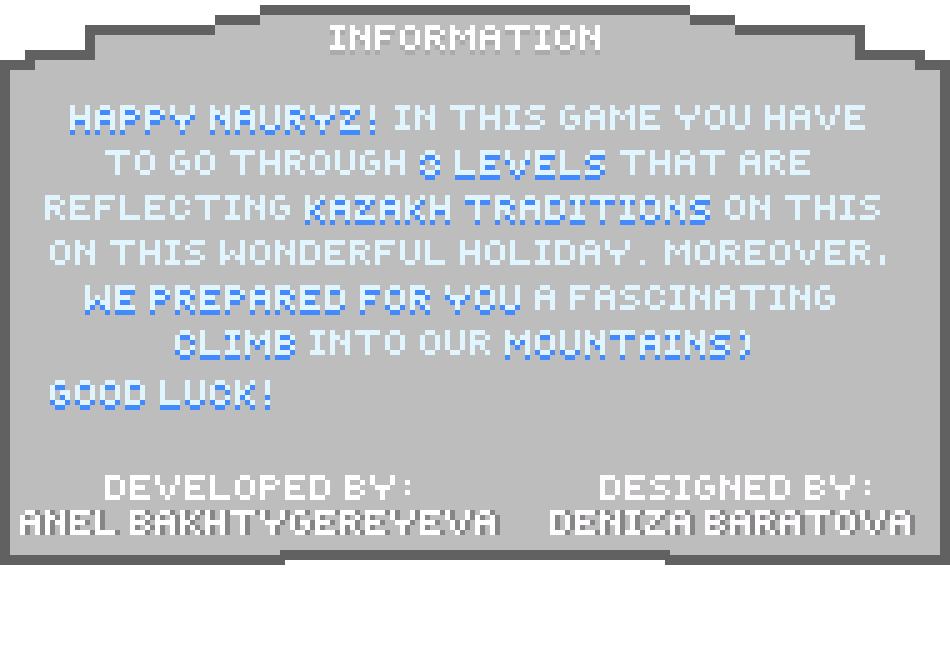 INFORMATION
HAPPY NAURYZ! IN THIS GAME YOU HAVE
TO GO THROUGH 8 LEVELS THAT ARE
REFLECTING KAZAKH TRADITIONS ON THIS
ON THIS WONDERFUL HOLIDAY. MOREOVER,
WE PREPARED FOR YOU A FASCINATING
CLIMB INTO OUR MOUNTAINS)
GOOD LUCK!
DEVELOPED BY:
ANEL BAKHTYGEREYEVA
DESIGNED BY:
DENIZA BARATOVA